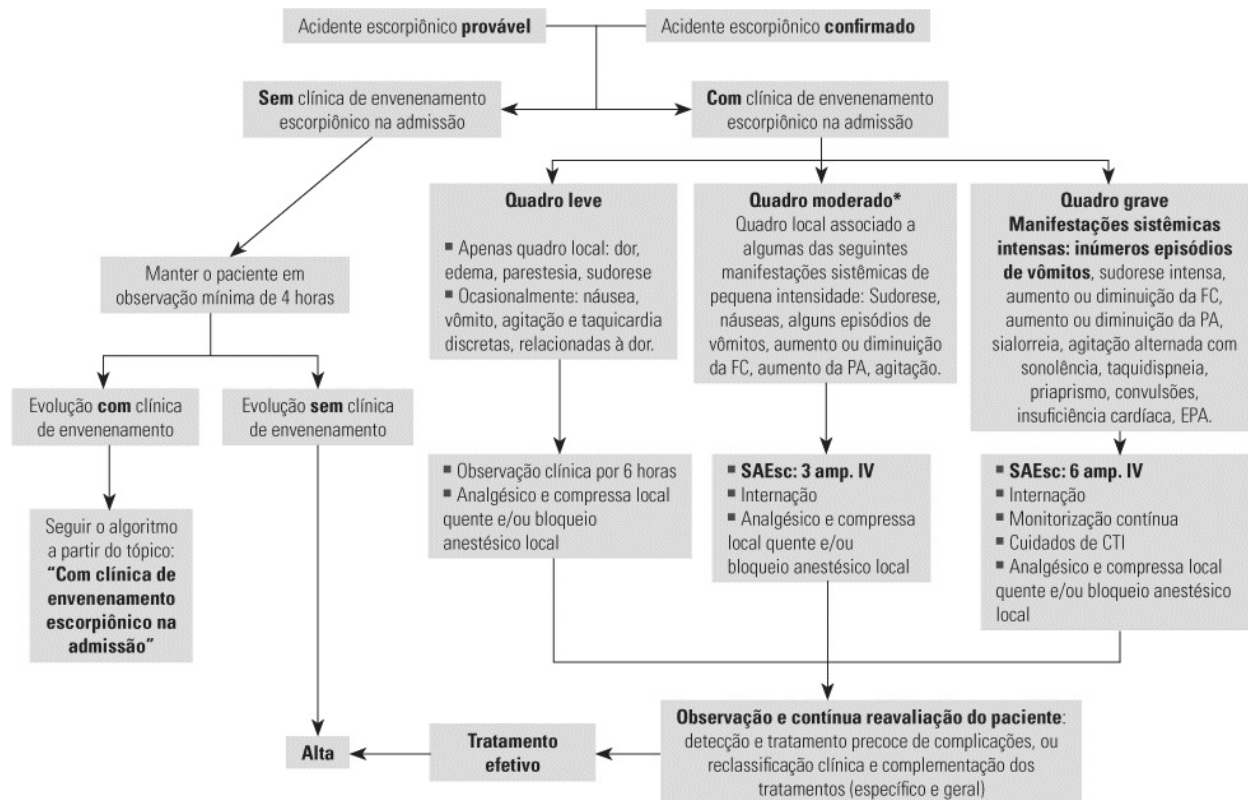 Acidente escorpiônico provável
Acidente escorpiônico confirmado
Sem clínica de envenenamento
escorpiônico na admissão
Com clínica de envenenamento
escorpiônico na admissão
Manter o paciente em
observação mínima de 4 horas
Evolução com clínica
de envenenamento
Evolução sem clínica
de envenenamento
Seguir o algoritmo
a partir do tópico:
"Com clínica de
envenenamento
escorpiônico na
admissão"
Quadro leve
■ Apenas quadro local: dor,
edema, parestesia, sudorese
■ Ocasionalmente: náusea,
vômito, agitação e taquicardia
discretas, relacionadas à dor.
■ Observação clínica por 6 horas
■ Analgésico e compressa local
quente e/ou bloqueio
anestésico local
Quadro moderado*
Quadro local associado a
algumas das seguintes
manifestações sistêmicas de
pequena intensidade: Sudorese,
náuseas, alguns episódios de
vômitos, aumento ou diminuição
da FC, aumento da PA, agitação.
■ SAEsc: 3 amp. IV
■ Internação
■ Analgésico e compressa
local quente e/ou
bloqueio anestésico local
Quadro grave
Manifestações sistêmicas
intensas: inúmeros episódios
de vômitos, sudorese intensa,
aumento ou diminuição da FC,
aumento ou diminuição da PA,
sialorreia, agitação alternada com
sonolência, taquidispneia,
priaprismo, convulsões,
insuficiência cardíaca, EPA.
■ SAEsc: 6 amp. IV
■ Internação
■ Monitorização contínua
■ Cuidados de CTI
■ Analgésico e compressa local
quente e/ou bloqueio anestésico
local
Observação e contínua reavaliação do paciente:
detecção e tratamento precoce de complicações, ou
reclassificação clínica e complementação dos
tratamentos (específico e geral)
Tratamento
efetivo
Alta